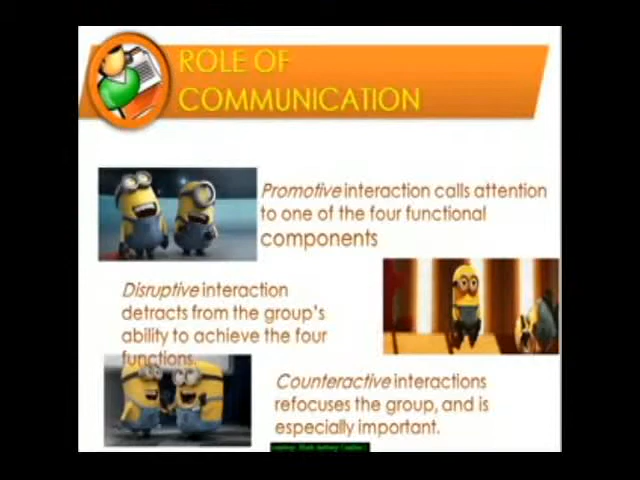 ROLE OF
COMMUNICATION
Promotive interaction calls attention
to one of the four functional
components
Disruptive interaction
detracts from the group's
ability to achieve the four
functions.
Counteractive interactions
refocuses the group, and is
especially important.